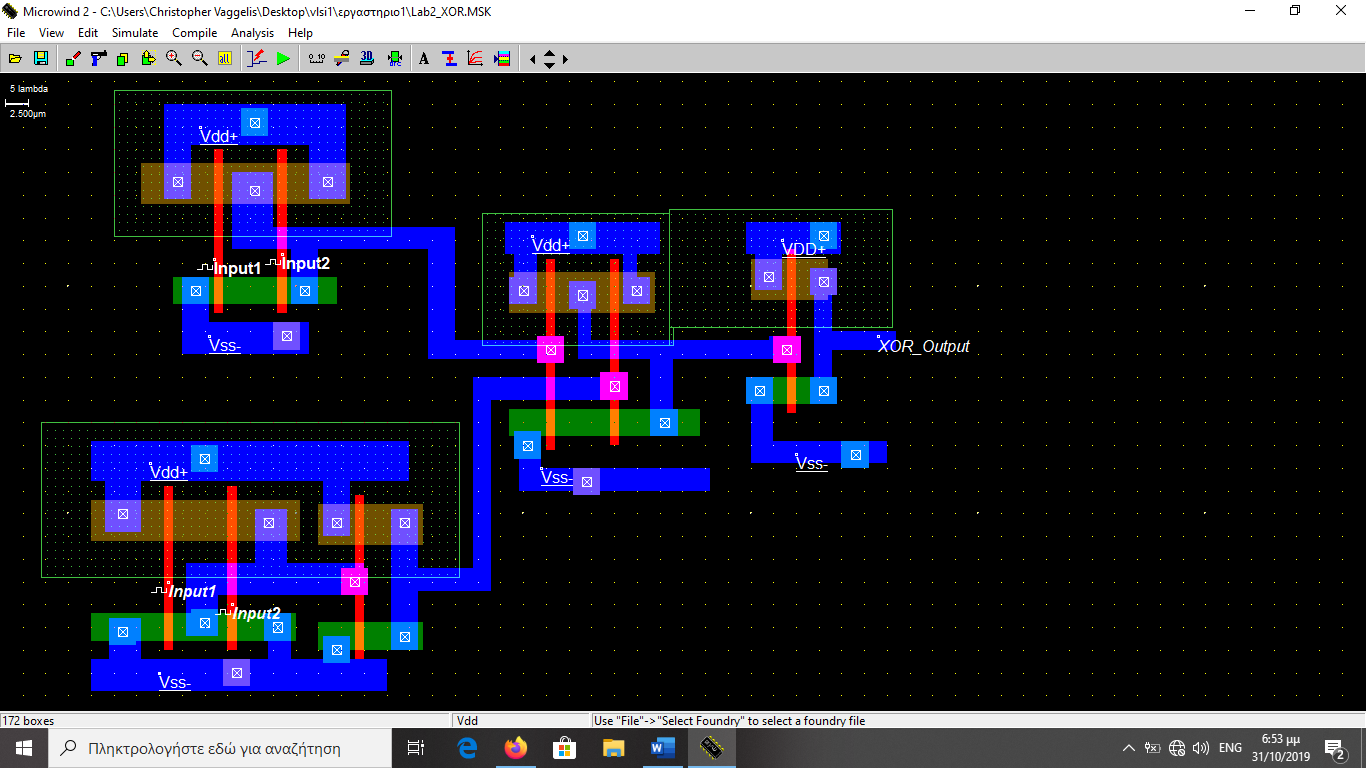 Microwind 2 - C:\Users\Christopher Vaggelis\Desktop\vlsi1\εργαστηριο1\Lab2_XOR.MSK
File View Edit Simulate Compile Analysis Help
5 lambda
2.500µm
Vdd+
Input1
Input2
Vss-
Vdd+
VDD+
XOR_Output
Vss-
Vss-
Vdd+
Input1
Input2
Vss-
172 boxes
Vdd
Use "File"->"Select Foundry" to select a foundry file
Πληκτρολογήστε εδώ για αναζήτηση
ENG
6:53 μμ
31/10/2019
2